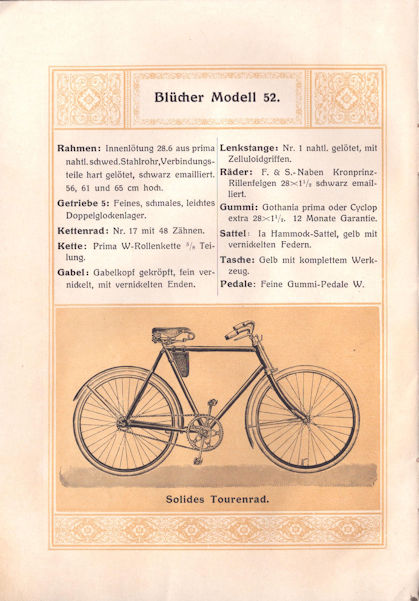 Blücher Modell 52.
Rahmen: Innenlötung 28.6 aus prima
nahtl. schwed. Stahlrohr, Verbindungs-
teile hart gelötet, schwarz emailliert.
56, 61 und 65 cm hoch.
Getriebe 5: Feines, schmales, leichtes
Doppelglockenlager.
Kettenrad: Nr. 17 mit 48 Zähnen.
Kette: Prima W-Rollenkette 5/8 Tei-
lung.
Gabel: Gabelkopf gekröpft, fein ver-
nickelt, mit vernickelten Enden.
Lenkstange: Nr. 1 nahtl. gelötet, mit
Zelluloidgriffen.
Räder: F. & S.-Naben Kronprinz-
Rillenfelgen 28×1½ schwarz email-
liert.
Gummi: Gothania prima oder Cyclop
extra 28×1½. 12 Monate Garantie.
Sattel: Ia Hammock-Sattel, gelb mit
vernickelten Federn.
Tasche: Gelb mit komplettem Werk-
zeug.
Pedale: Feine Gummi-Pedale W.
Solides Tourenrad.